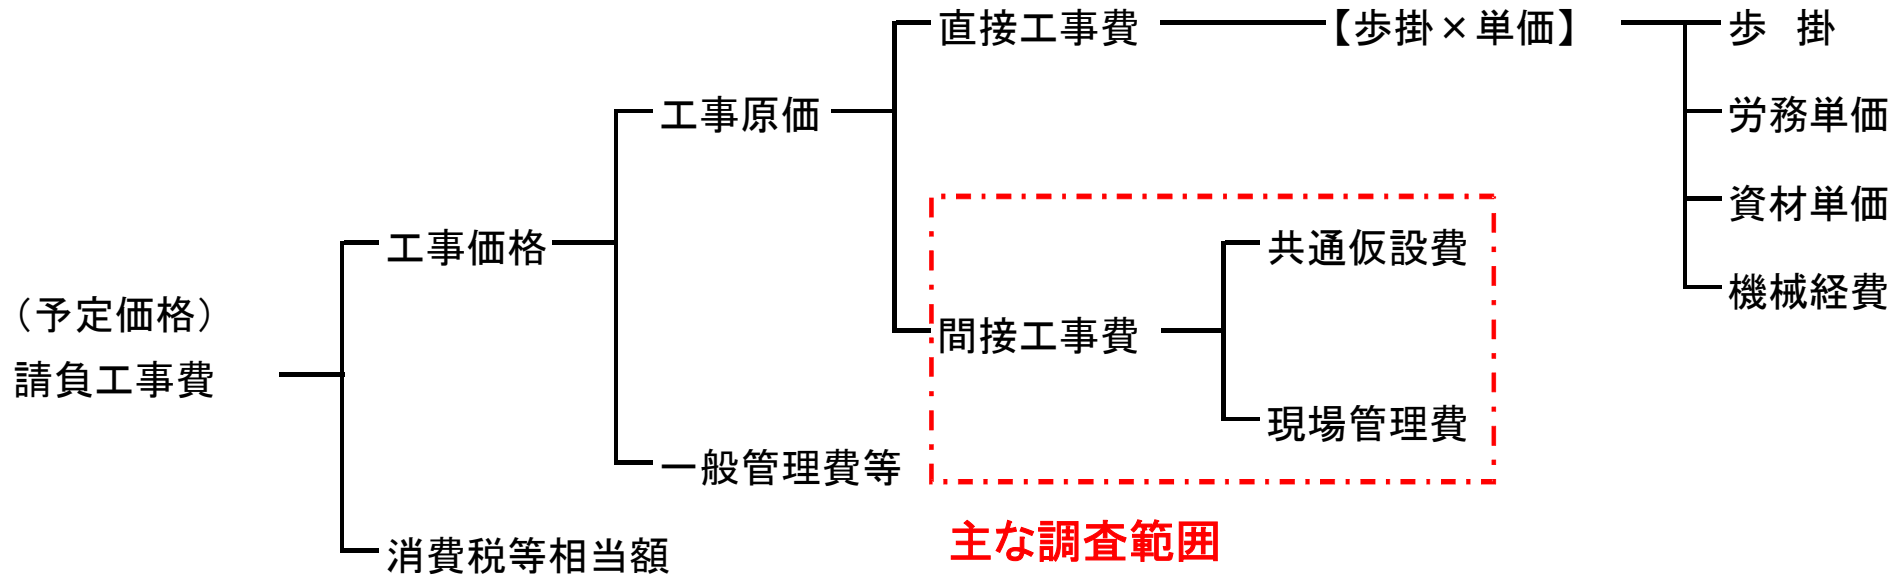 直接工事費
【歩掛×単価】
歩 掛
工事原価
労務単価
資材単価
工事価格
共通仮設費
機械経費
（予定価格）
間接工事費
請負工事費
現場管理費
一般管理費等
主な調査範囲
消費税等相当額